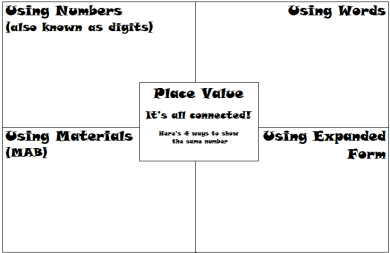 Using Numbers
(also known as digits)
Using Words
Place Value
It's all connected!
Here's 4 ways to show
the same number
Using Materials
(MAB)
Using Expanded
Form